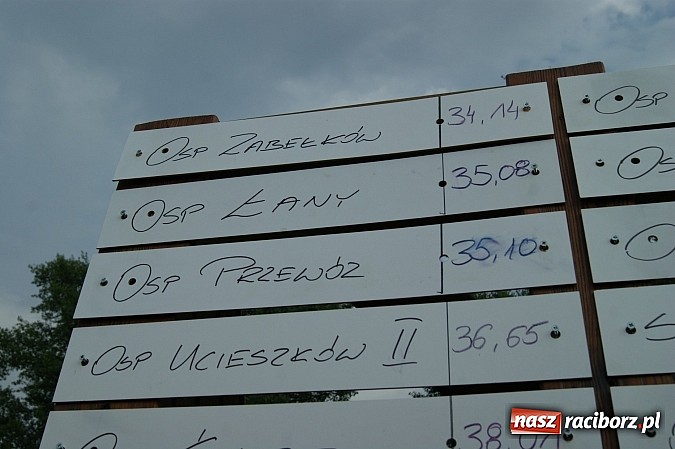 OSP ZABEŁKÓW 34,14
OSP ŁANY 35,08
OSP PRZEWÓZ 35,10
OSP UCIESZKÓW II 36,65
OSP
OSP
nasz raciborz.pl